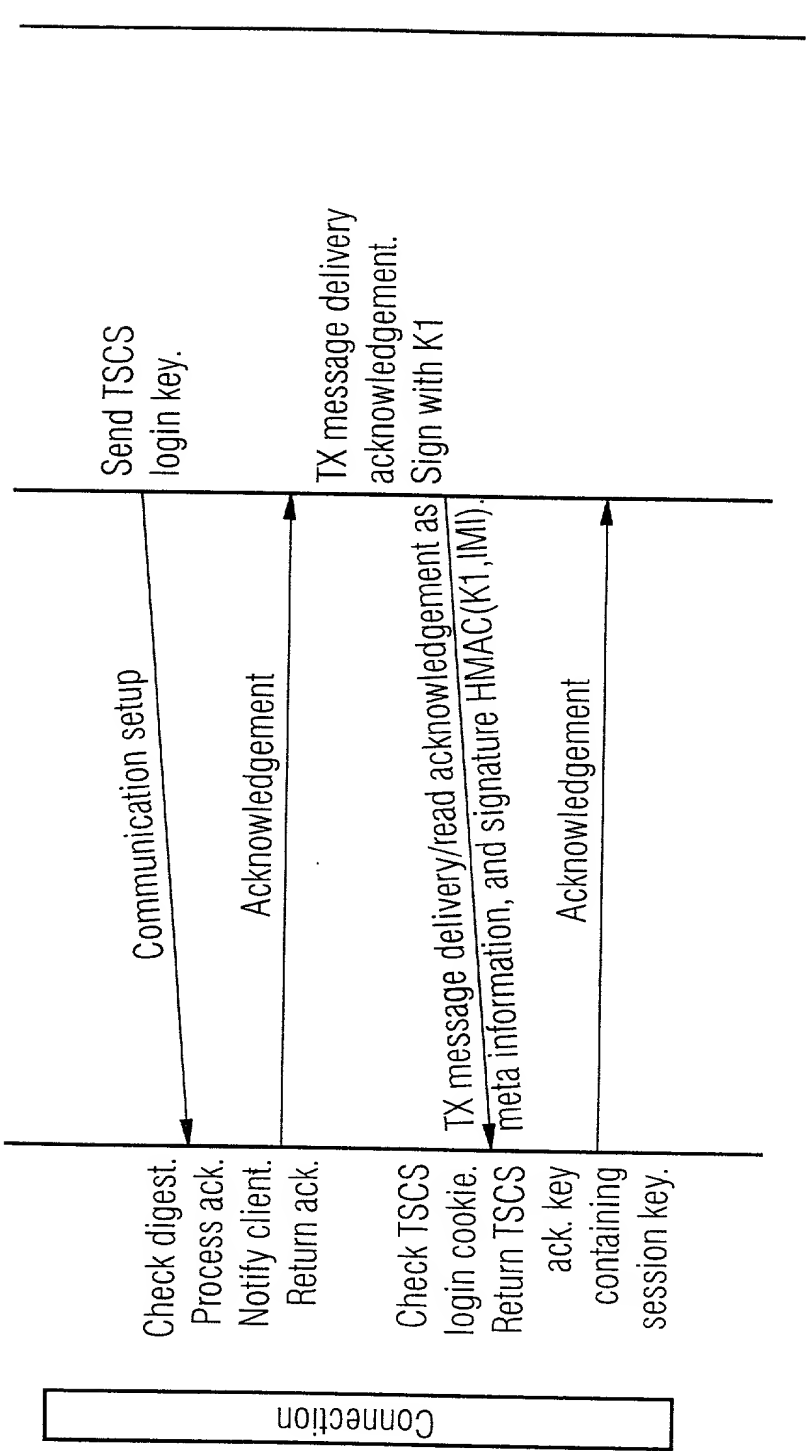 Connection
Check digest.
Process ack.
Notify client.
Return ack.
Check TSCS
login cookie.
Return TSCS
ack. key
containing
session key.
Communication setup
Acknowledgement
TX message delivery/read acknowledgement as
meta information, and signature HMAC(K1,IMI).
Acknowledgement
Send TSCS
login key.
TX message delivery
acknowledgement.
Sign with K1